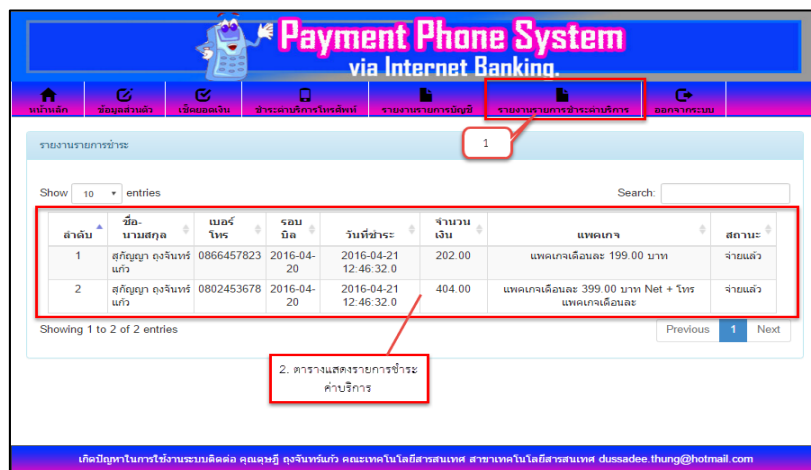 Payment Phone System
via Internet Banking.
หน้าหลัก ข้อมูลส่วนตัว เช็คยอดเงิน ชำระค่าบริการโทรศัพท์ รายงานรายการบัญชี รายงานรายการชำระค่าบริการ ออกจากระบบ
1
รายงานรายการชำระ
Show 10 entries Search:
ลำดับ ชื่อ-นามสกุล เบอร์โทร รอบบิล วันที่ชำระ จำนวนเงิน แพคเกจ สถานะ
1 สุกัญญา ถุงจันทร์ 0866457823 2016-04- 2016-04-21 202.00 แพคเกจเดือนละ 199.00 บาท จ่ายแล้ว
แก้ว 20 12:46:32.0
2 สุกัญญา ถุงจันทร์ 0802453678 2016-04- 2016-04-21 404.00 แพคเกจเดือนละ 399.00 บาท Net + โทร จ่ายแล้ว
แก้ว 20 12:46:32.0 แพคเกจเดือนละ
Showing 1 to 2 of 2 entries Previous 1 Next
2. ตารางแสดงรายการชำระ
ค่าบริการ
เกิดปัญหาในการใช้งานระบบติดต่อ คุณดุษฎี ถุงจันทร์แก้ว คณะเทคโนโลยีสารสนเทศ สาขาเทคโนโลยีสารสนเทศ dussadee.thung@hotmail.com